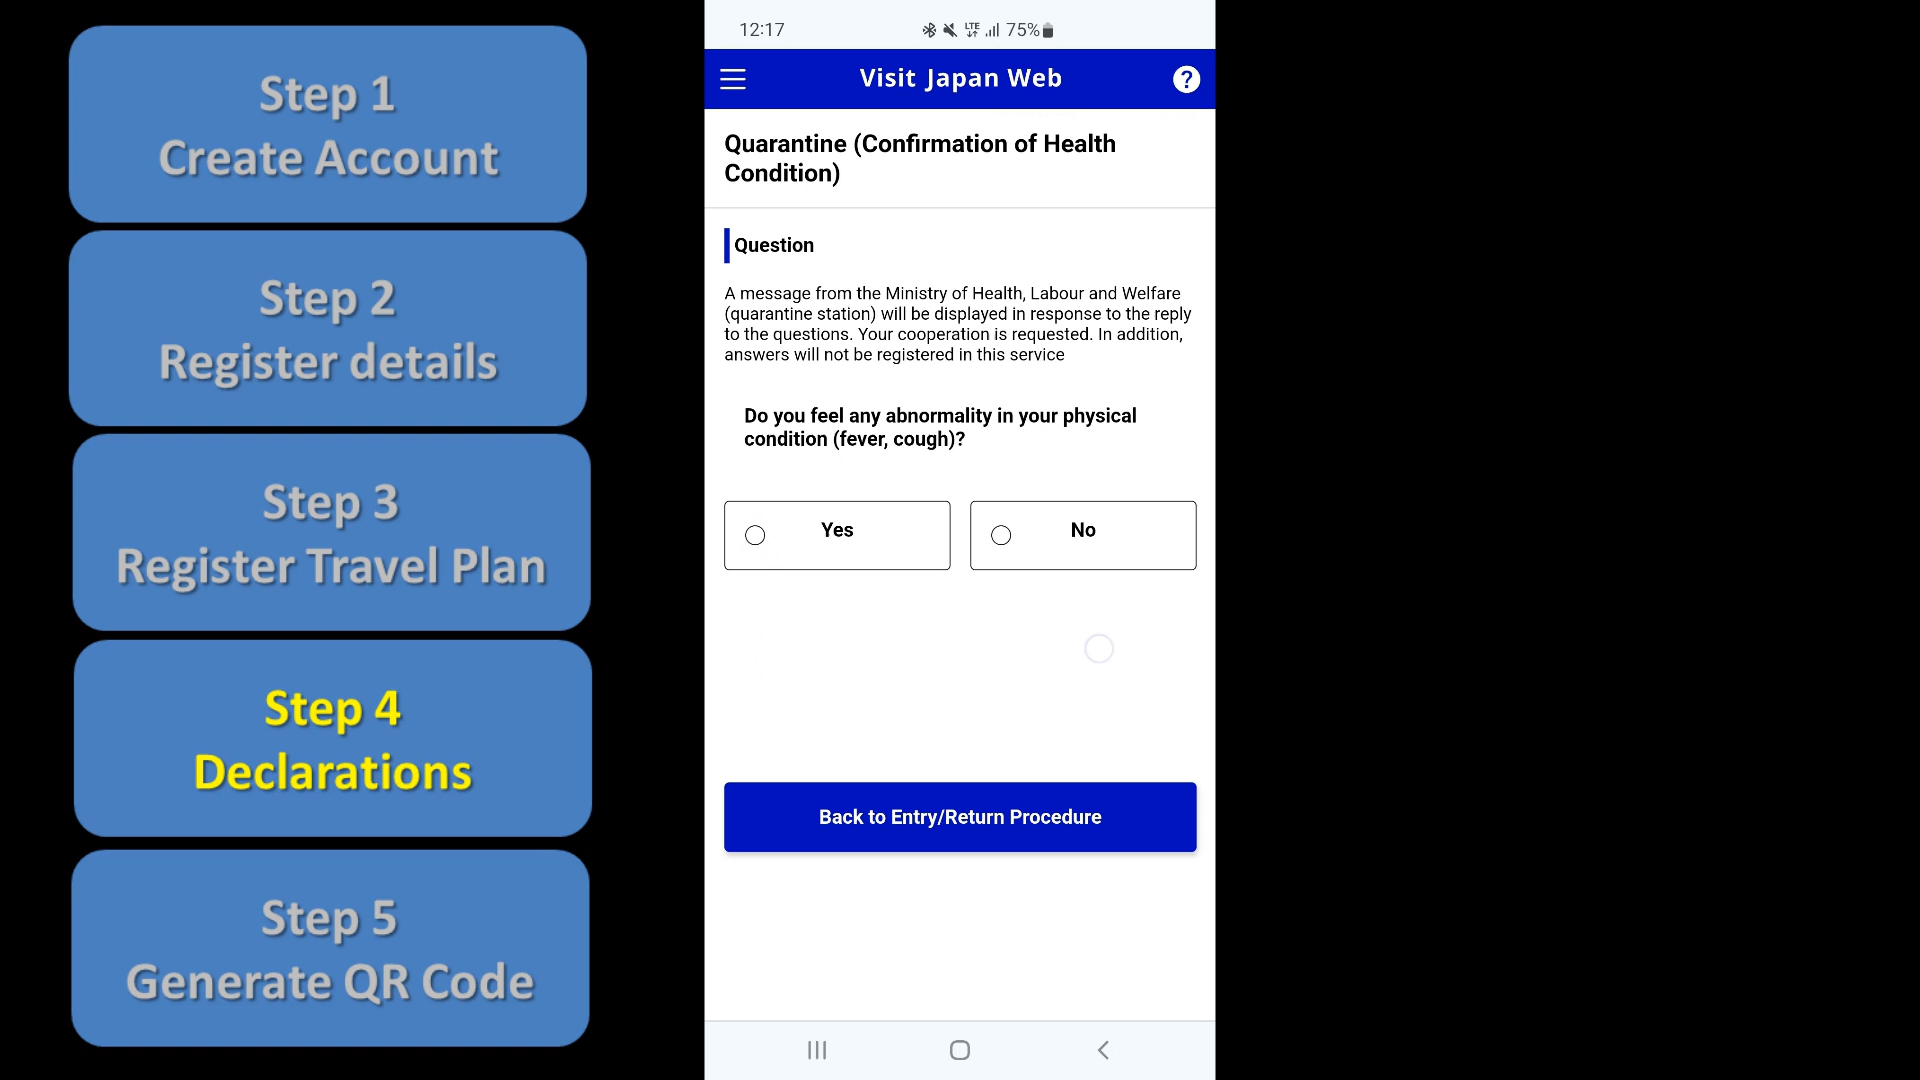 Step 1
Create Account
Step 2
Register details
Step 3
Register Travel Plan
Step 4
Declarations
Step 5
Generate QR Code
12:17
LTE
75%
Visit Japan Web
?
Quarantine (Confirmation of Health
Condition)
Question
A message from the Ministry of Health, Labour and Welfare
(quarantine station) will be displayed in response to the reply
to the questions. Your cooperation is requested. In addition,
answers will not be registered in this service
Do you feel any abnormality in your physical
condition (fever, cough)?
Yes
No
Back to Entry/Return Procedure